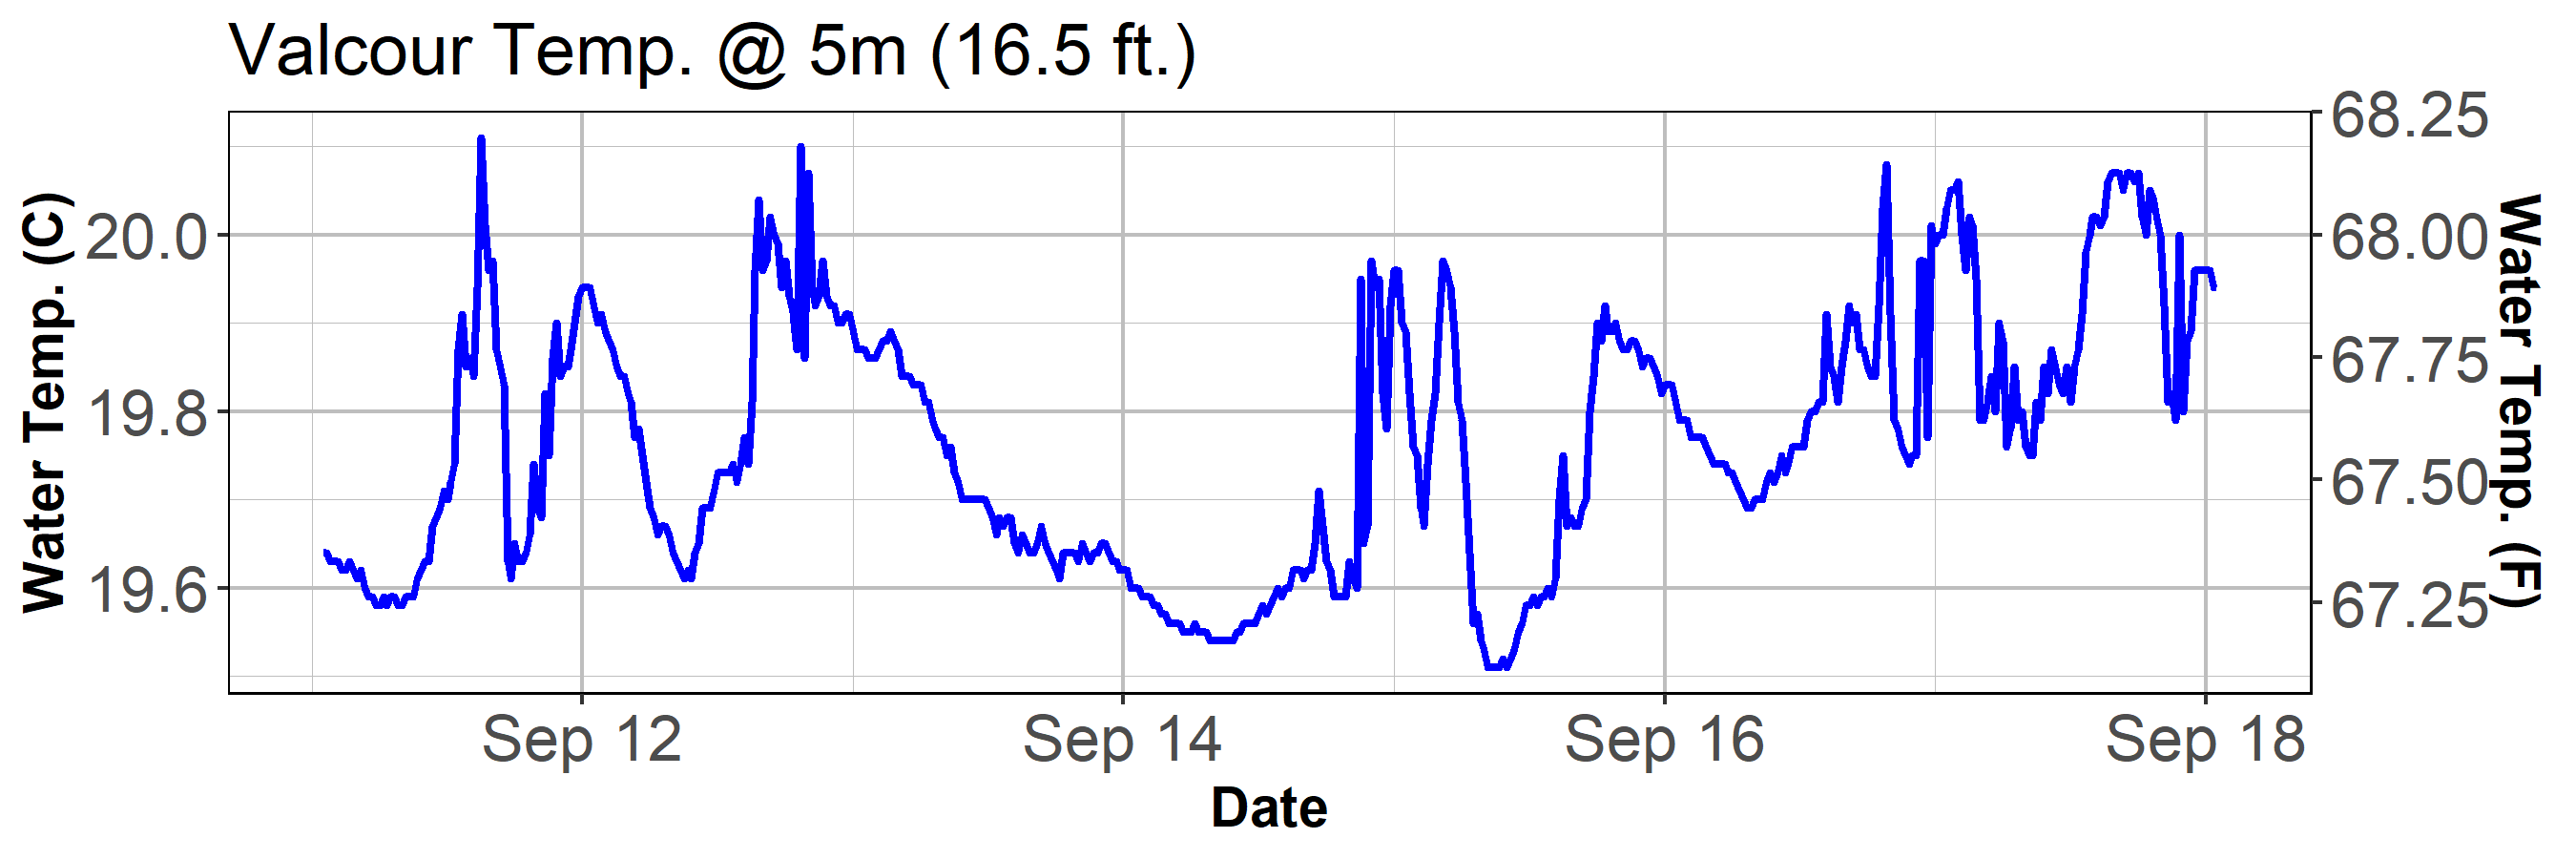 Valcour Temp. @ 5m (16.5 ft.)
Water Temp. (C)
20.0
19.8
19.6
68.25
68.00
67.75
67.50
67.25
Water Temp. (F)
Sep 12
Sep 14
Sep 16
Sep 18
Date